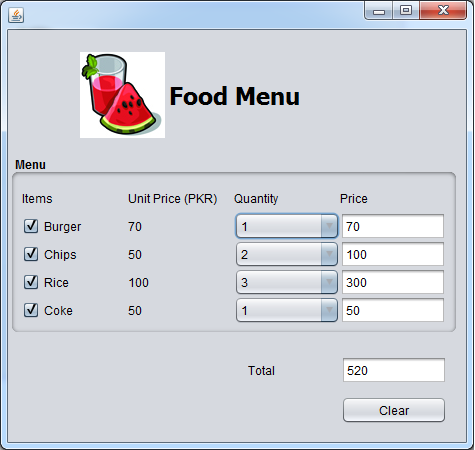 Food Menu
Menu
Items Unit Price (PKR) Quantity Price
Burger 70 1 70
Chips 50 2 100
Rice 100 3 300
Coke 50 1 50
Total 520
Clear